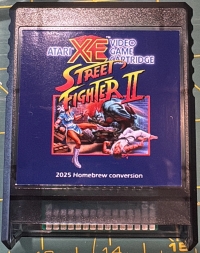 ATARI XE VIDEO
GAME
CARTRIDGE
STREET
FIGHTER II
2025 Homebrew conversion